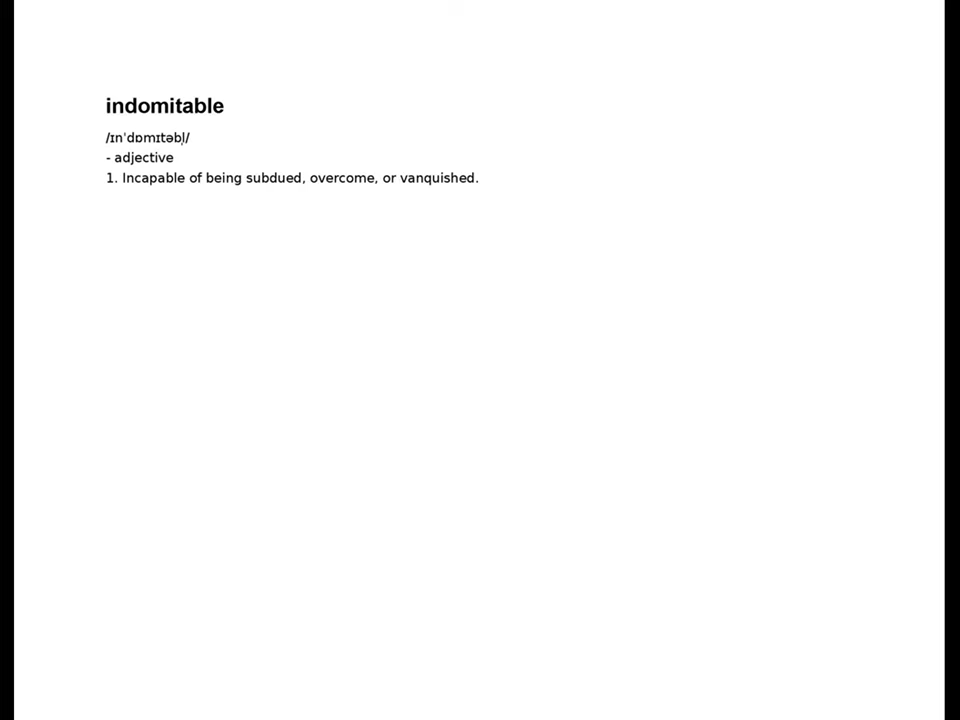 indomitable
/ɪnˈdɒmɪtəbl̩/
- adjective
1. Incapable of being subdued, overcome, or vanquished.